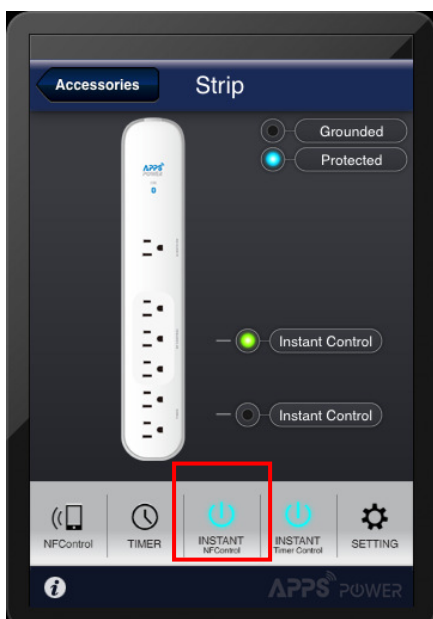 Accessories
Strip
Grounded
Protected
APPS
POWER
Instant Control
Instant Control
NFControl
TIMER
INSTANT
NFControl
INSTANT
Timer Control
SETTING
i
APPS POWER